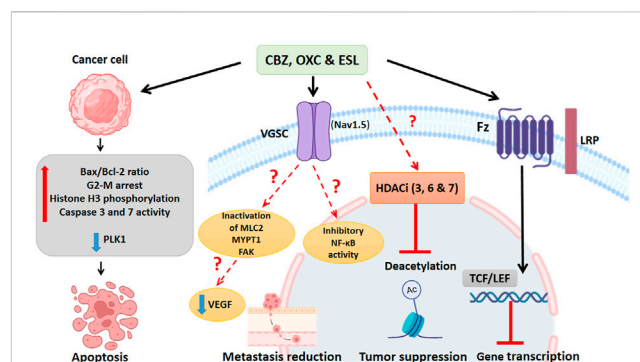 Cancer cell
CBZ, OXC & ESL
VGSC
(Nav1.5)
?
Fz
LRP
Bax/Bcl-2 ratio
G2-M arrest
Histone H3 phosphorylation
Caspase 3 and 7 activity
PLK1
?
?
HDACi (3, 6 & 7)
Inactivation
of MLC2
MYPT1
FAK
Inhibitory
NF-κB
activity
?
VEGF
Deacetylation
Ac
TCF/LEF
Apoptosis
Metastasis reduction
Tumor suppression
Gene transcription